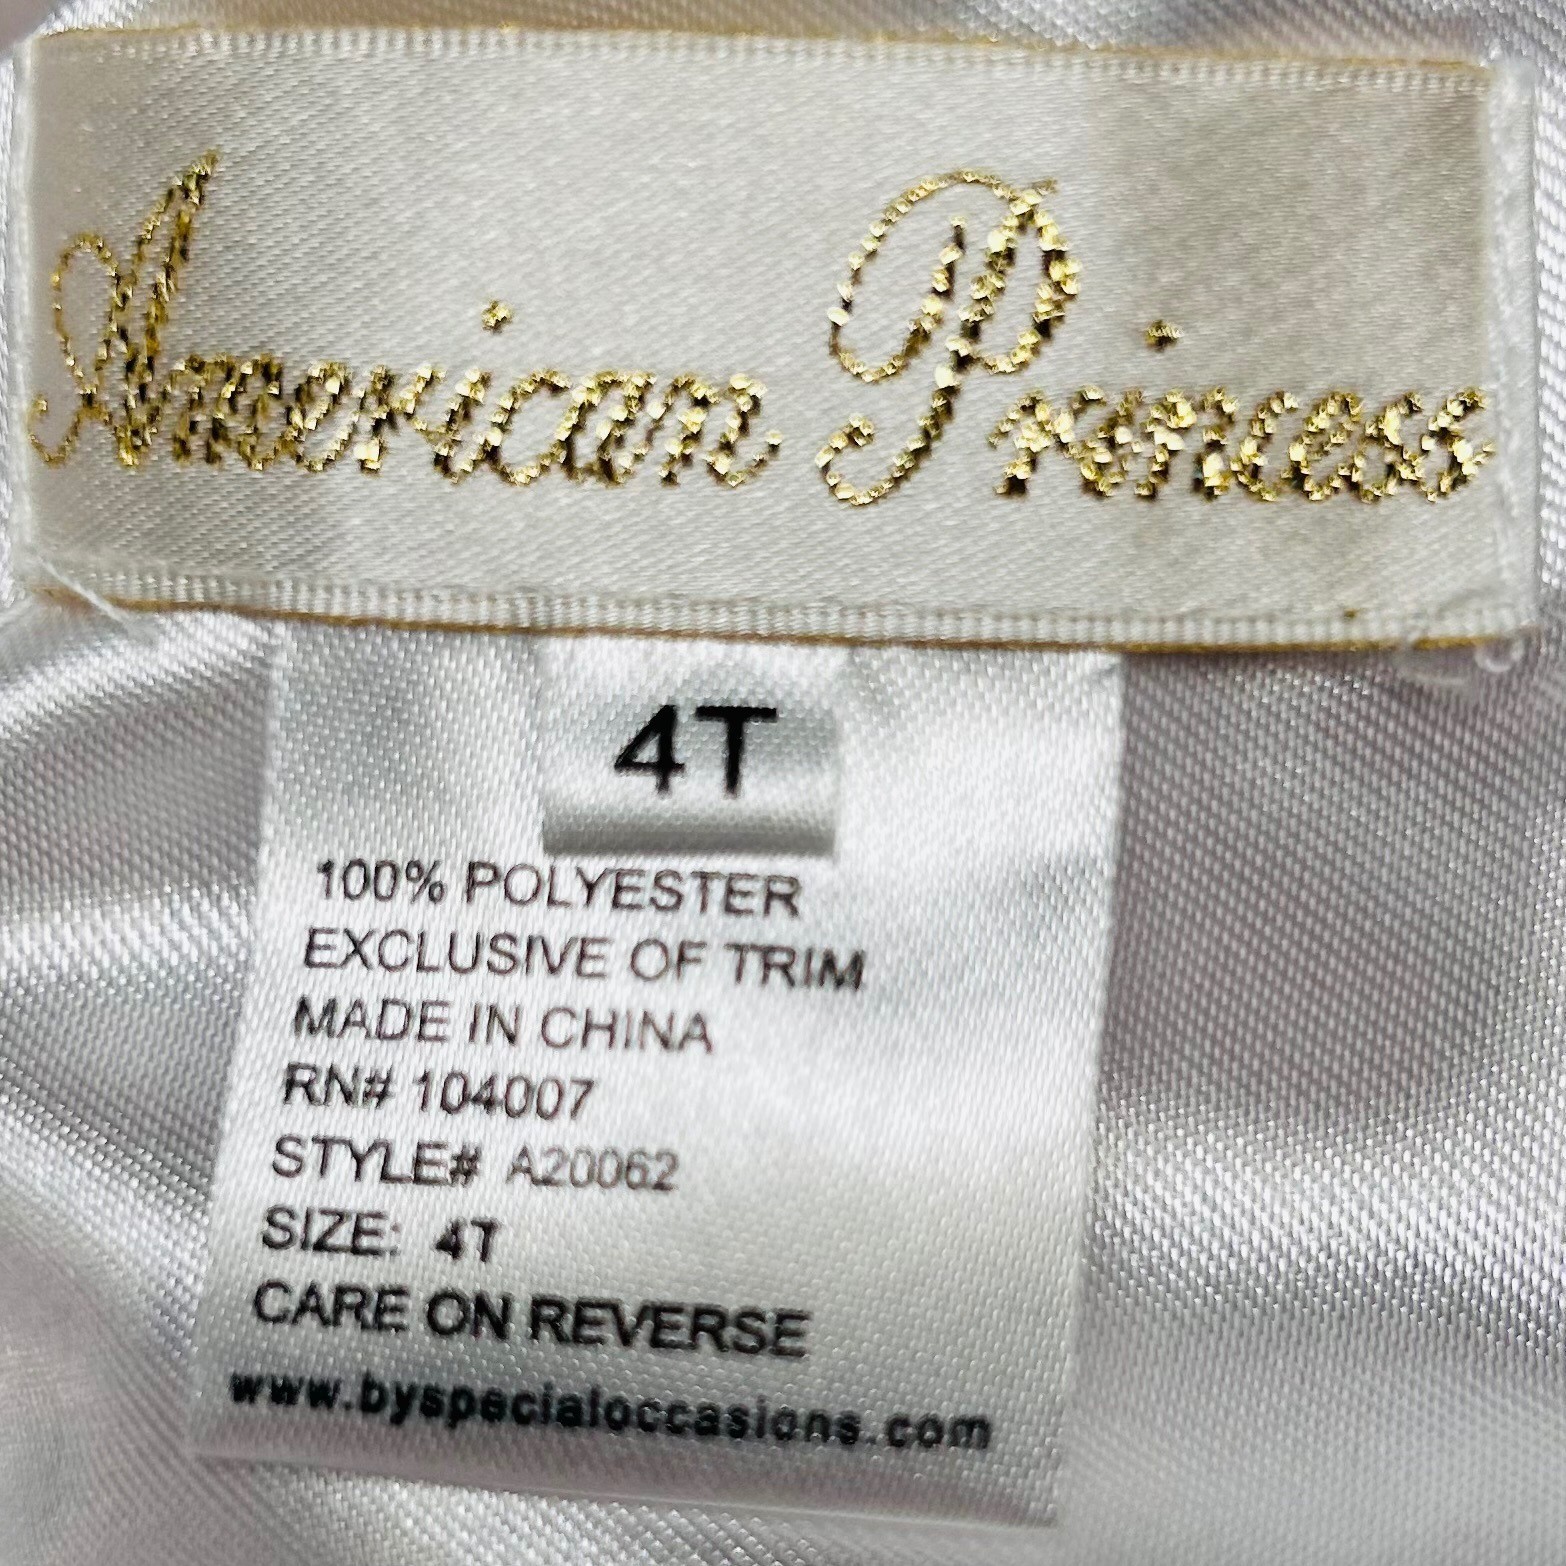 American Princess
4T
100% POLYESTER
EXCLUSIVE OF TRIM
MADE IN CHINA
RN# 104007
STYLE# A20062
SIZE: 4T
CARE ON REVERSE
www.byspecialoccasions.com